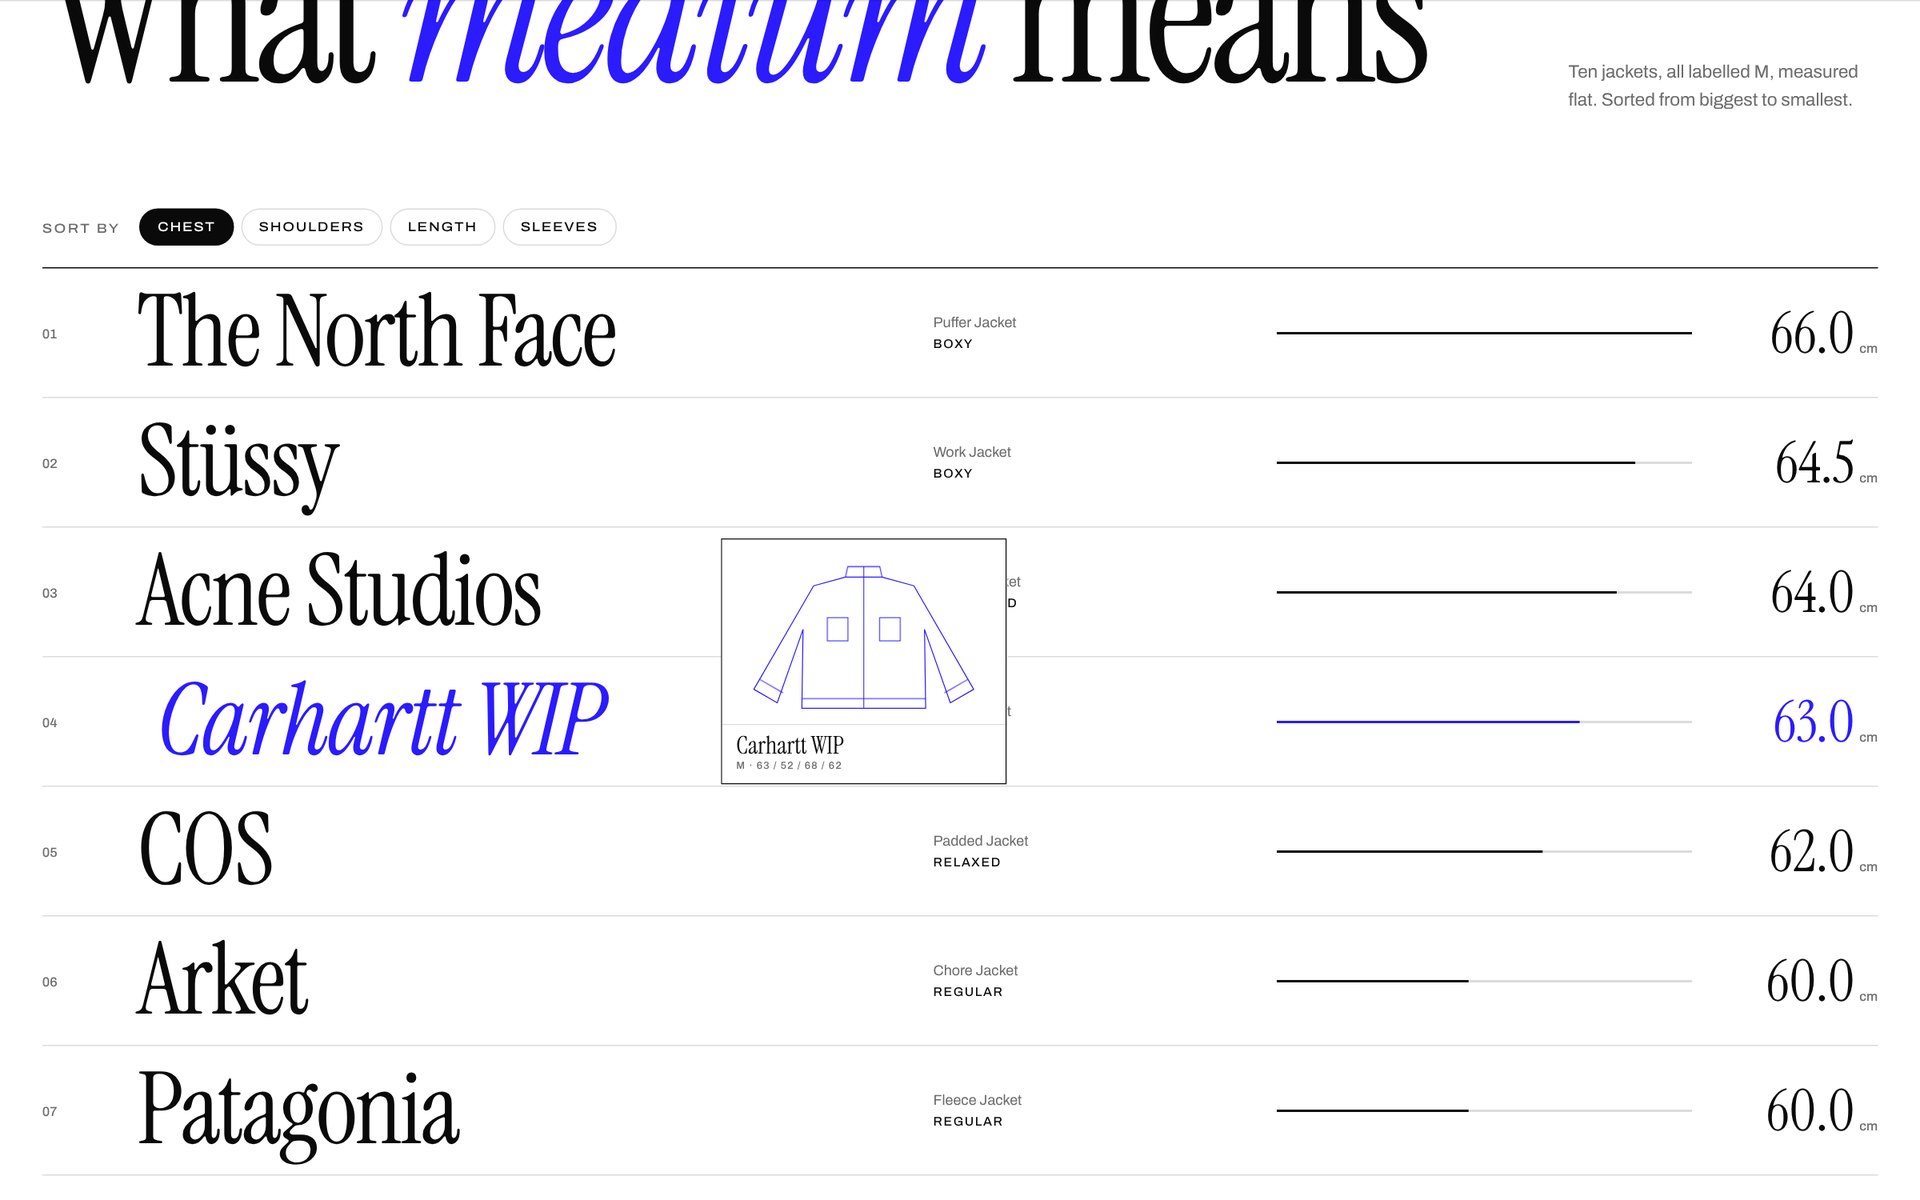 what medium means
Ten jackets, all labelled M, measured
flat. Sorted from biggest to smallest.
SORT BY
CHEST
SHOULDERS
LENGTH
SLEEVES
01
The North Face
Puffer Jacket
BOXY
66.0 cm
02
Stüssy
Work Jacket
BOXY
64.5 cm
03
Acne Studios
64.0 cm
04
Carhartt WIP
63.0 cm
Carhartt WIP
M · 63 / 52 / 68 / 62
05
COS
Padded Jacket
RELAXED
62.0 cm
06
Arket
Chore Jacket
REGULAR
60.0 cm
07
Patagonia
Fleece Jacket
REGULAR
60.0 cm